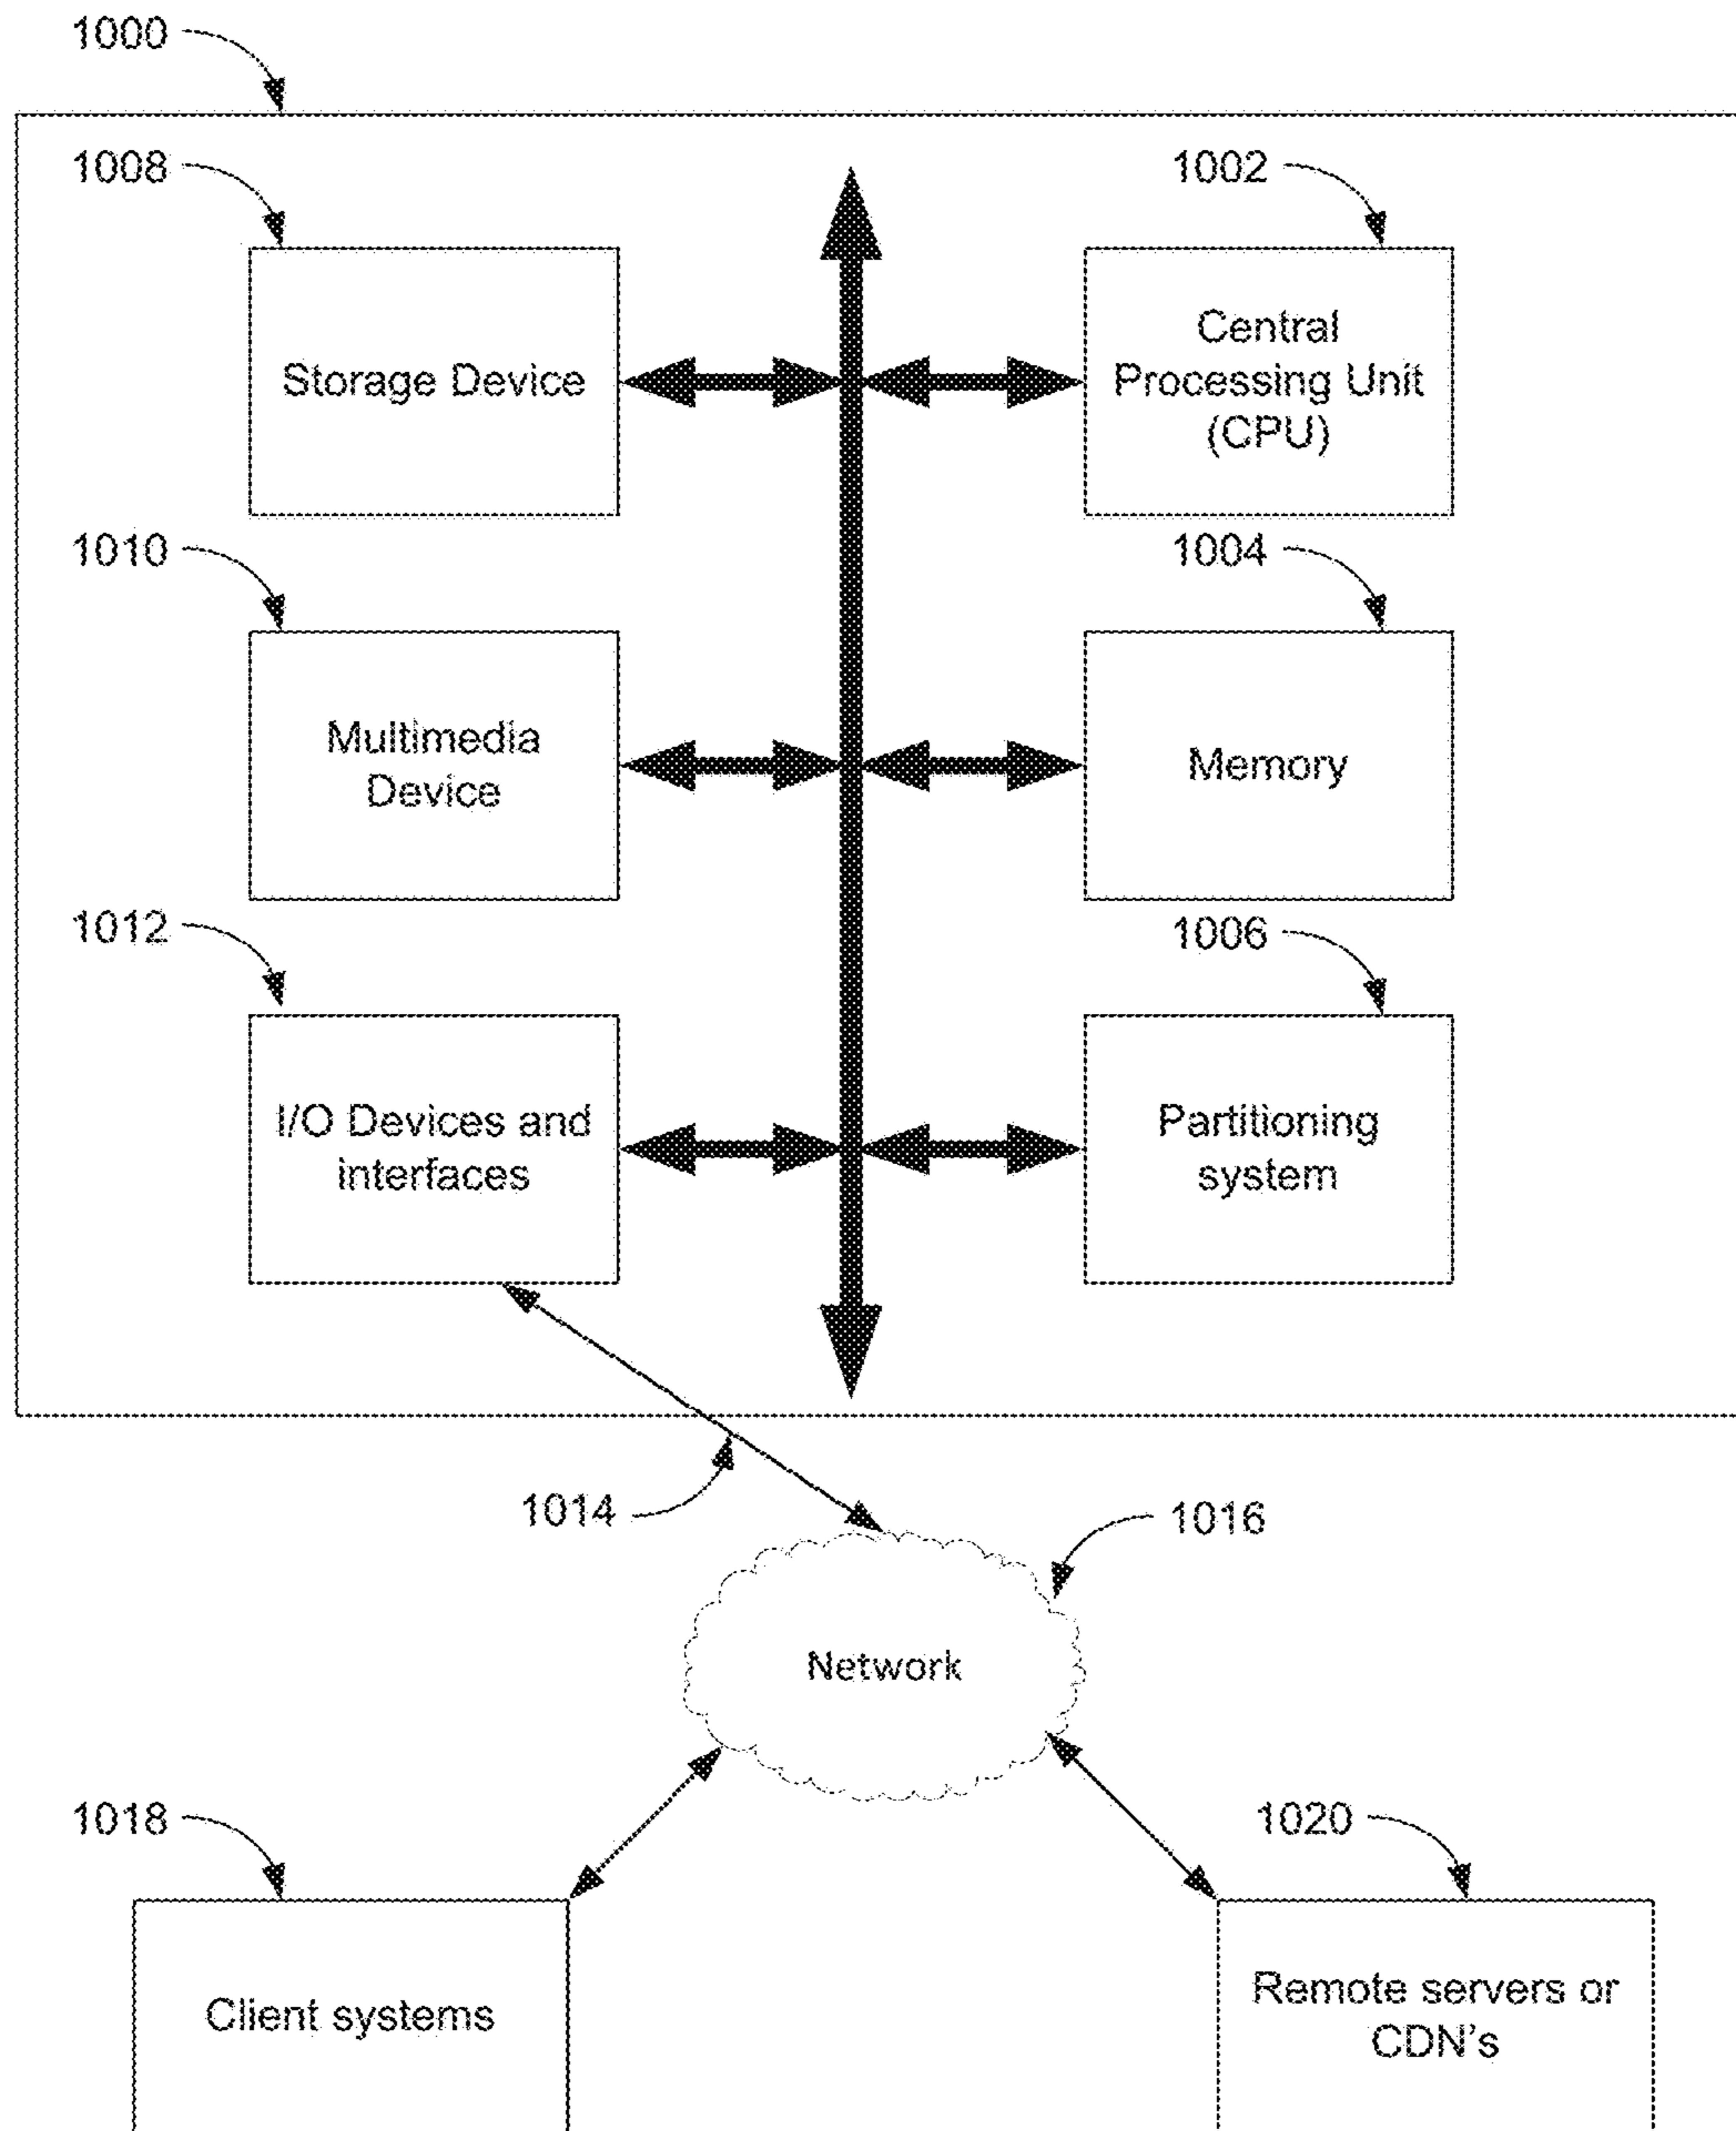 1000
1008
1002
Storage Device
Central
Processing Unit
(CPU)
1010
1004
Multimedia
Device
Memory
1012
1006
I/O Devices and
interfaces
Partitioning
system
1014
1016
Network
1018
1020
Client systems
Remote servers or
CDN's